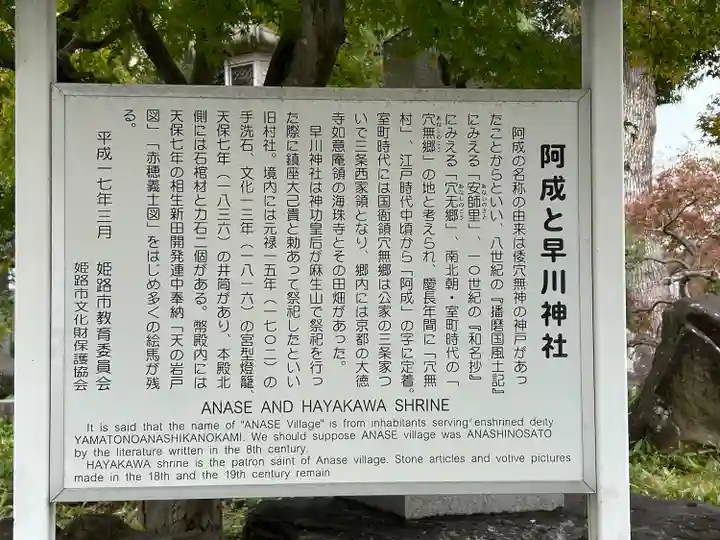 阿成と早川神社
阿成の名称の由来は倭穴無神の神戸があっ
たことからといい、八世紀の『播磨国風土記』
にみえる「安師里」、一〇世紀の『和名抄』
にみえる「穴无郷」、南北朝・室町時代の「
穴無郷」の地と考えられ、慶長年間に「穴無
村」、江戸時代中頃から「阿成」の字に定着。
室町時代には国衙領穴無郷は公家の三条家つ
いで三条西家領となり、郷内には京都の大徳
寺如意庵領の海珠寺とその田畑があった。
早川神社は神功皇后が麻生山で祭祀を行っ
た際に鎮座大己貴と勅あって祭祀したという
旧村社。境内には元禄一五年（一七〇二）の
手洗石、文化一三年（一八一六）の宮型燈籠、
天保七年（一八三六）の井筒があり、本殿北
側には石棺材と力石二個がある。幣殿内には
天保七年の相生新田開発連中奉納「天の岩戸
図」「赤穂義士図」をはじめ多くの絵馬が残
る。
平成一七年三月　姫路市教育委員会
姫路市文化財保護協会
ANASE AND HAYAKAWA SHRINE
It is said that the name of "ANASE Village" is from inhabitants serving enshrined deity
YAMATONOANASHIKANOKAMI. We should suppose ANASE village was ANASHINOSATO
by the literature written in the 8th century.
HAYAKAWA shrine is the patron saint of Anase village. Stone articles and votive pictures
made in the 18th and the 19th century remain